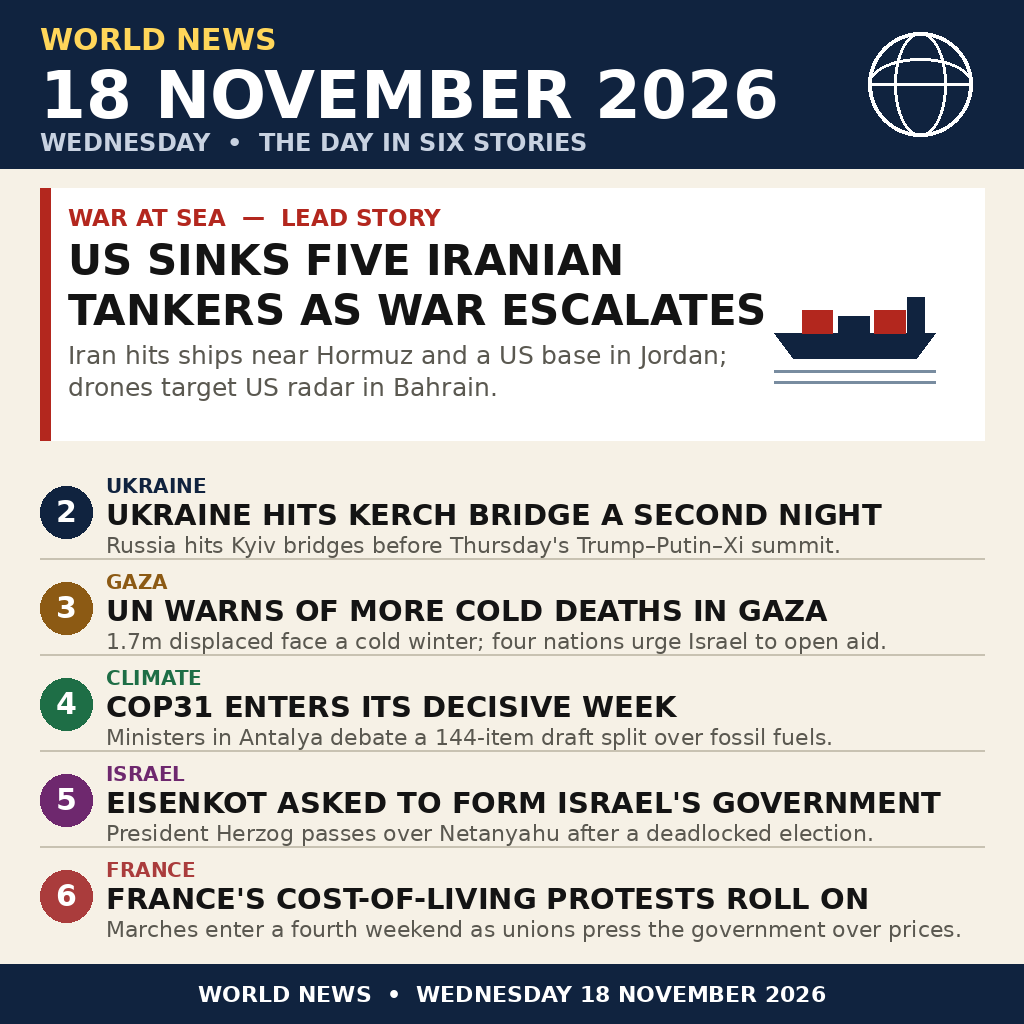 WORLD NEWS
18 NOVEMBER 2026
WEDNESDAY • THE DAY IN SIX STORIES
WAR AT SEA — LEAD STORY
US SINKS FIVE IRANIAN
TANKERS AS WAR ESCALATES
Iran hits ships near Hormuz and a US base in Jordan;
drones target US radar in Bahrain.
2
UKRAINE
UKRAINE HITS KERCH BRIDGE A SECOND NIGHT
Russia hits Kyiv bridges before Thursday's Trump–Putin–Xi summit.
3
GAZA
UN WARNS OF MORE COLD DEATHS IN GAZA
1.7m displaced face a cold winter; four nations urge Israel to open aid.
4
CLIMATE
COP31 ENTERS ITS DECISIVE WEEK
Ministers in Antalya debate a 144-item draft split over fossil fuels.
5
ISRAEL
EISENKOT ASKED TO FORM ISRAEL'S GOVERNMENT
President Herzog passes over Netanyahu after a deadlocked election.
6
FRANCE
FRANCE'S COST-OF-LIVING PROTESTS ROLL ON
Marches enter a fourth weekend as unions press the government over prices.
WORLD NEWS • WEDNESDAY 18 NOVEMBER 2026